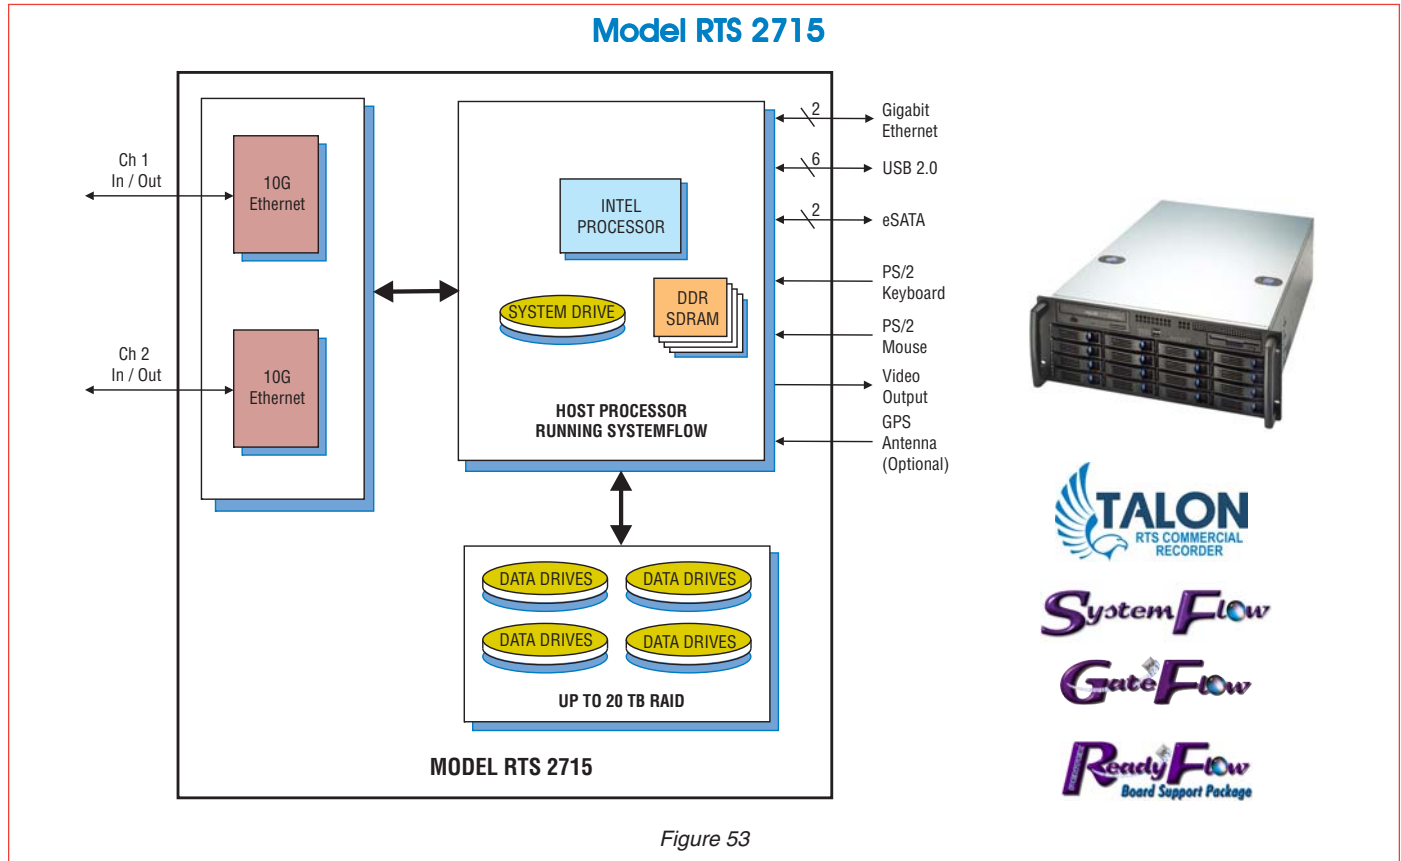 Model RTS 2715
Ch 1
In / Out
10G
Ethernet
Ch 2
In / Out
10G
Ethernet
INTEL
PROCESSOR
SYSTEM DRIVE
DDR
SDRAM
HOST PROCESSOR
RUNNING SYSTEMFLOW
2
Gigabit
Ethernet
6
USB 2.0
2
eSATA
PS/2
Keyboard
PS/2
Mouse
Video
Output
GPS
Antenna
(Optional)
DATA DRIVES
DATA DRIVES
DATA DRIVES
DATA DRIVES
UP TO 20 TB RAID
MODEL RTS 2715
TALON
RTS COMMERCIAL
RECORDER
SystemFlow
GateFlow
ReadyFlow
Board Support Package
Figure 53